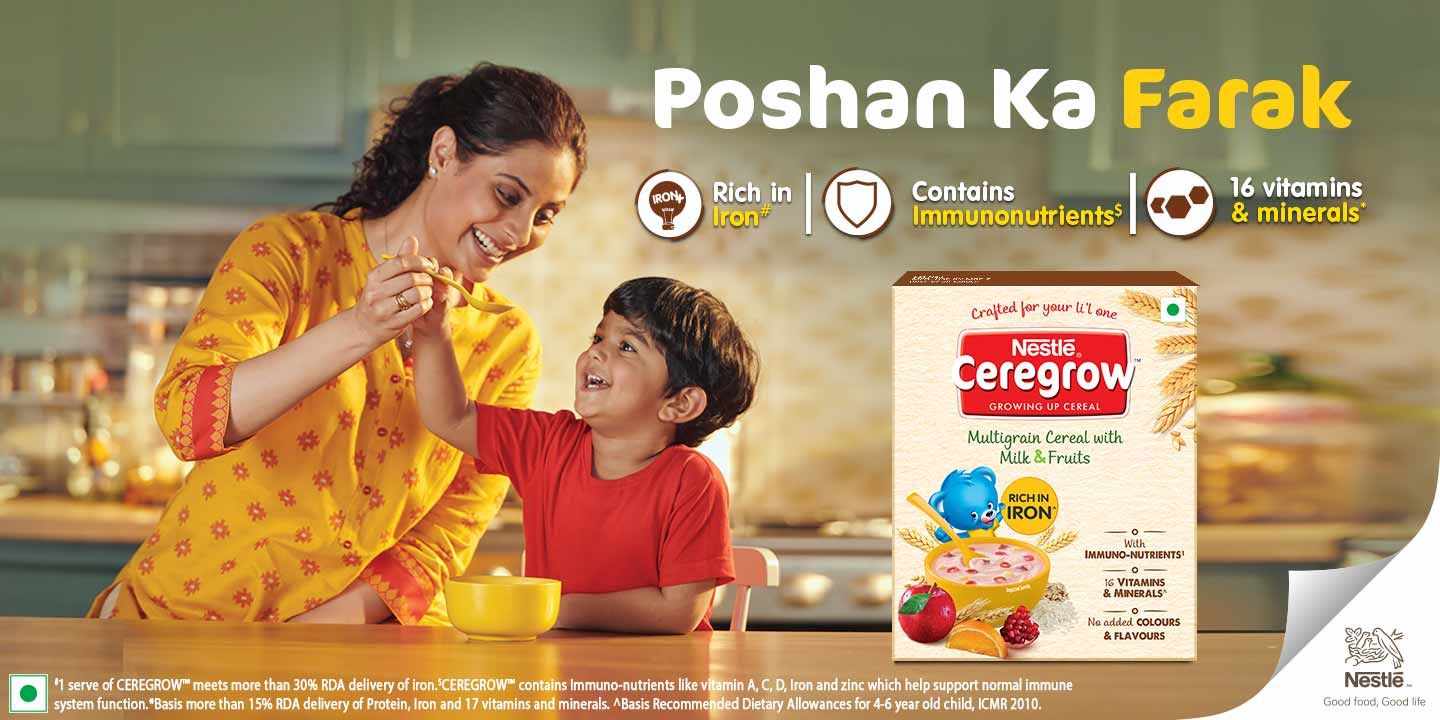 Poshan Ka Farak
IRON
Rich in
Iron#
Contains
Immunonutrients$
16 vitamins
& minerals*
Crafted for your li'l one
Nestlé®
Ceregrow™
GROWING UP CEREAL
Multigrain Cereal with
Milk & Fruits
RICH IN
IRON^
With
IMMUNO-NUTRIENTS
16 VITAMINS
& MINERALS^
No added COLOURS
& FLAVOURS
#1 serve of CEREGROW™ meets more than 30% RDA delivery of iron.$CEREGROW™ contains Immuno-nutrients like vitamin A, C, D, Iron and zinc which help support normal immune
system function.*Basis more than 15% RDA delivery of Protein, Iron and 17 vitamins and minerals. ^Basis Recommended Dietary Allowances for 4-6 year old child, ICMR 2010.
Nestlé
Good food, Good life